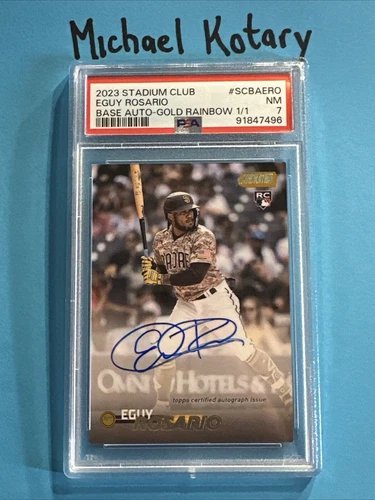 Michael Kotary
2023 STADIUM CLUB #SCBAERO
EGUY ROSARIO NM
BASE AUTO-GOLD RAINBOW 1/1 7
PSA 91847496
RC
PADRES
OMNI HOTELS &
topps certified autograph issue
EGUY
ROSARIO